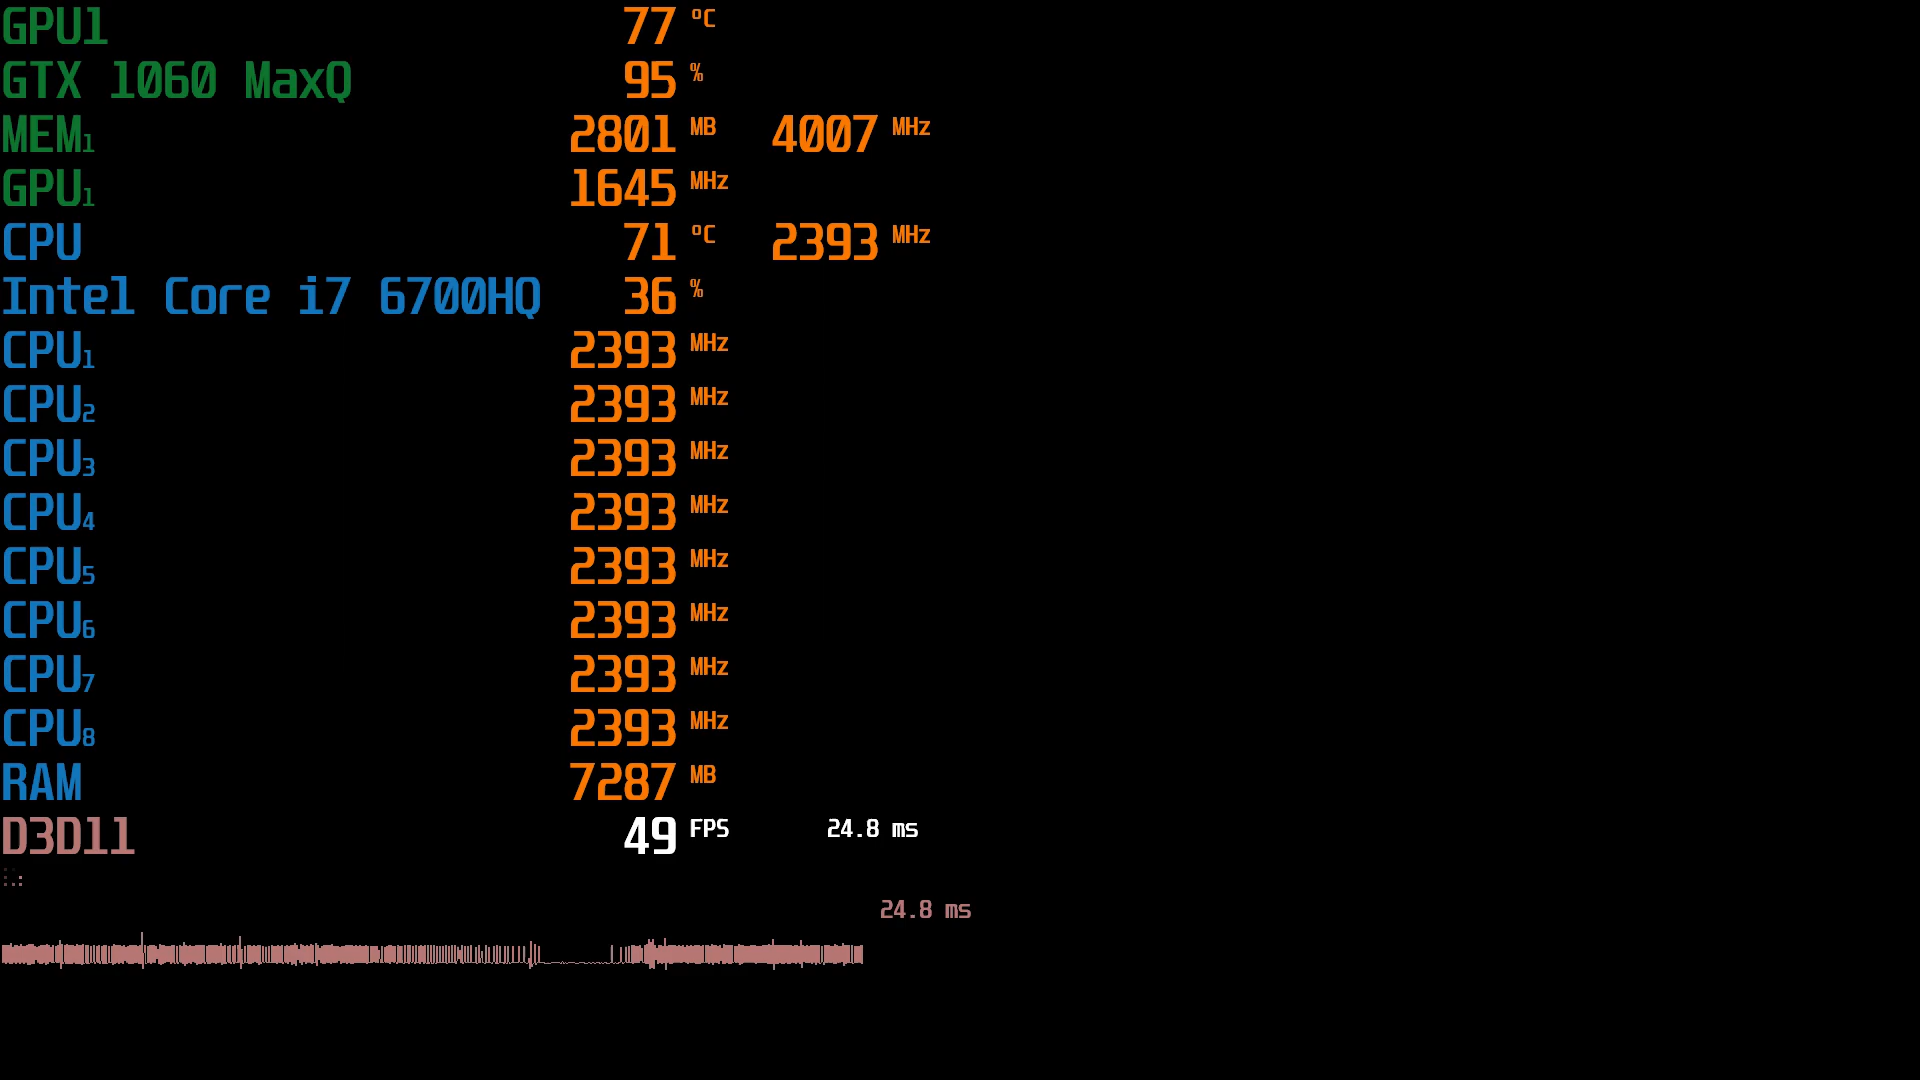 GPU1 77 °C
GTX 1060 MaxQ 95 %
MEM1 2801 MB 4007 MHz
GPU1 1645 MHz
CPU 71 °C 2393 MHz
Intel Core i7 6700HQ 36 %
CPU1 2393 MHz
CPU2 2393 MHz
CPU3 2393 MHz
CPU4 2393 MHz
CPU5 2393 MHz
CPU6 2393 MHz
CPU7 2393 MHz
CPU8 2393 MHz
RAM 7287 MB
D3D11 49 FPS 24.8 ms
24.8 ms